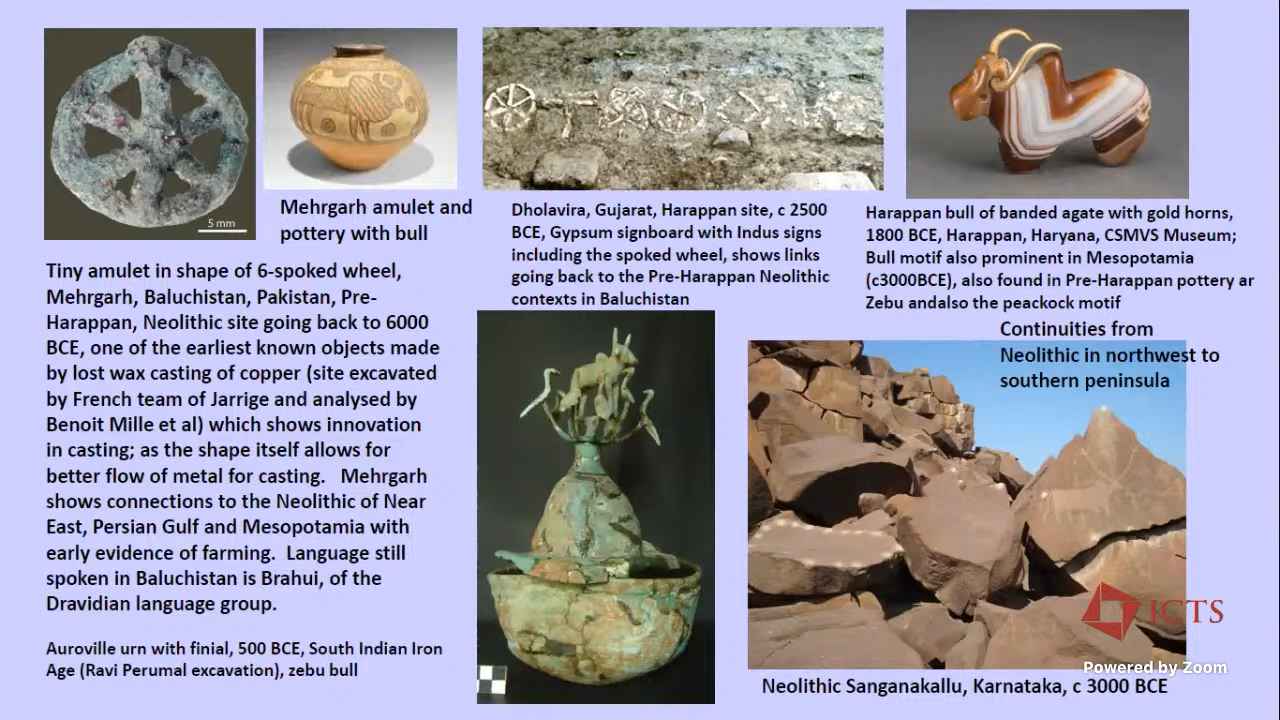 5 mm
Mehrgarh amulet and
pottery with bull
Tiny amulet in shape of 6-spoked wheel,
Mehrgarh, Baluchistan, Pakistan, Pre-
Harappan, Neolithic site going back to 6000
BCE, one of the earliest known objects made
by lost wax casting of copper (site excavated
by French team of Jarrige and analysed by
Benoit Mille et al) which shows innovation
in casting; as the shape itself allows for
better flow of metal for casting. Mehrgarh
shows connections to the Neolithic of Near
East, Persian Gulf and Mesopotamia with
early evidence of farming. Language still
spoken in Baluchistan is Brahui, of the
Dravidian language group.
Auroville urn with finial, 500 BCE, South Indian Iron
Age (Ravi Perumal excavation), zebu bull
Dholavira, Gujarat, Harappan site, c 2500
BCE, Gypsum signboard with Indus signs
including the spoked wheel, shows links
going back to the Pre-Harappan Neolithic
contexts in Baluchistan
Harappan bull of banded agate with gold horns,
1800 BCE, Harappan, Haryana, CSMVS Museum;
Bull motif also prominent in Mesopotamia
(c3000BCE), also found in Pre-Harappan pottery ar
Zebu andalso the peackock motif
Continuities from
Neolithic in northwest to
southern peninsula
ICTS
Powered by Zoom
Neolithic Sanganakallu, Karnataka, c 3000 BCE